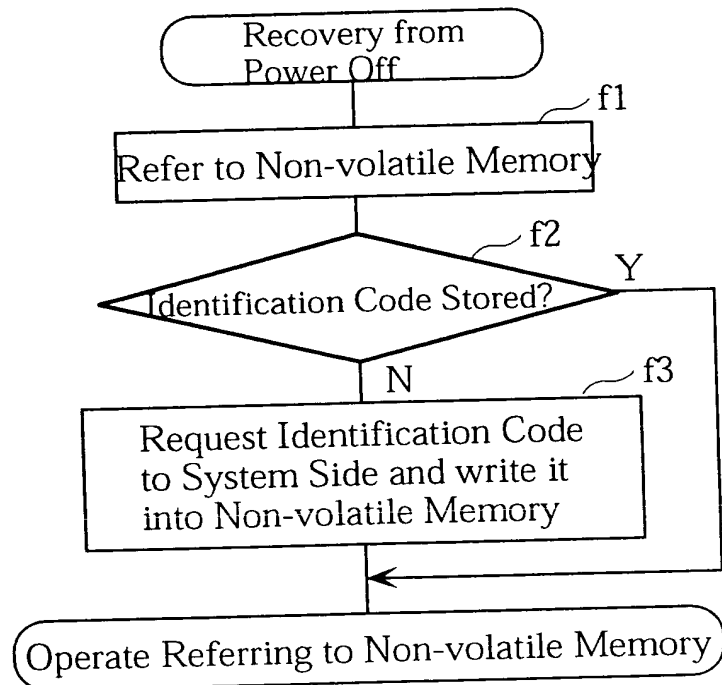 Recovery from
Power Off
f1
Refer to Non-volatile Memory
f2
Identification Code Stored?
Y
N
f3
Request Identification Code
to System Side and write it
into Non-volatile Memory
Operate Referring to Non-volatile Memory